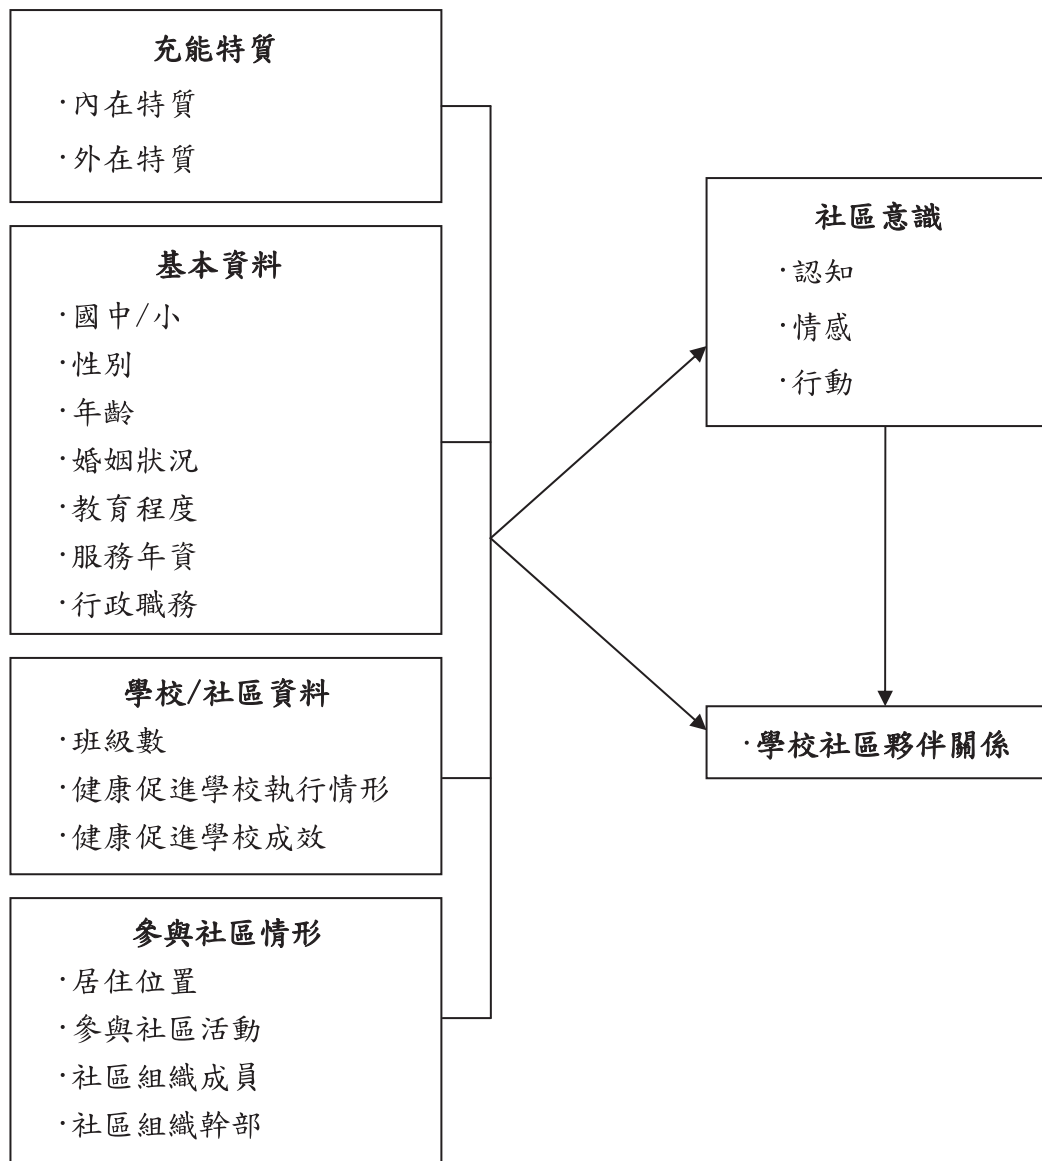 充能特質
·內在特質
·外在特質
基本資料
·國中/小
·性別
·年齡
·婚姻狀況
·教育程度
·服務年資
·行政職務
學校/社區資料
·班級數
·健康促進學校執行情形
·健康促進學校成效
參與社區情形
·居住位置
·參與社區活動
·社區組織成員
·社區組織幹部
社區意識
·認知
·情感
·行動
·學校社區夥伴關係